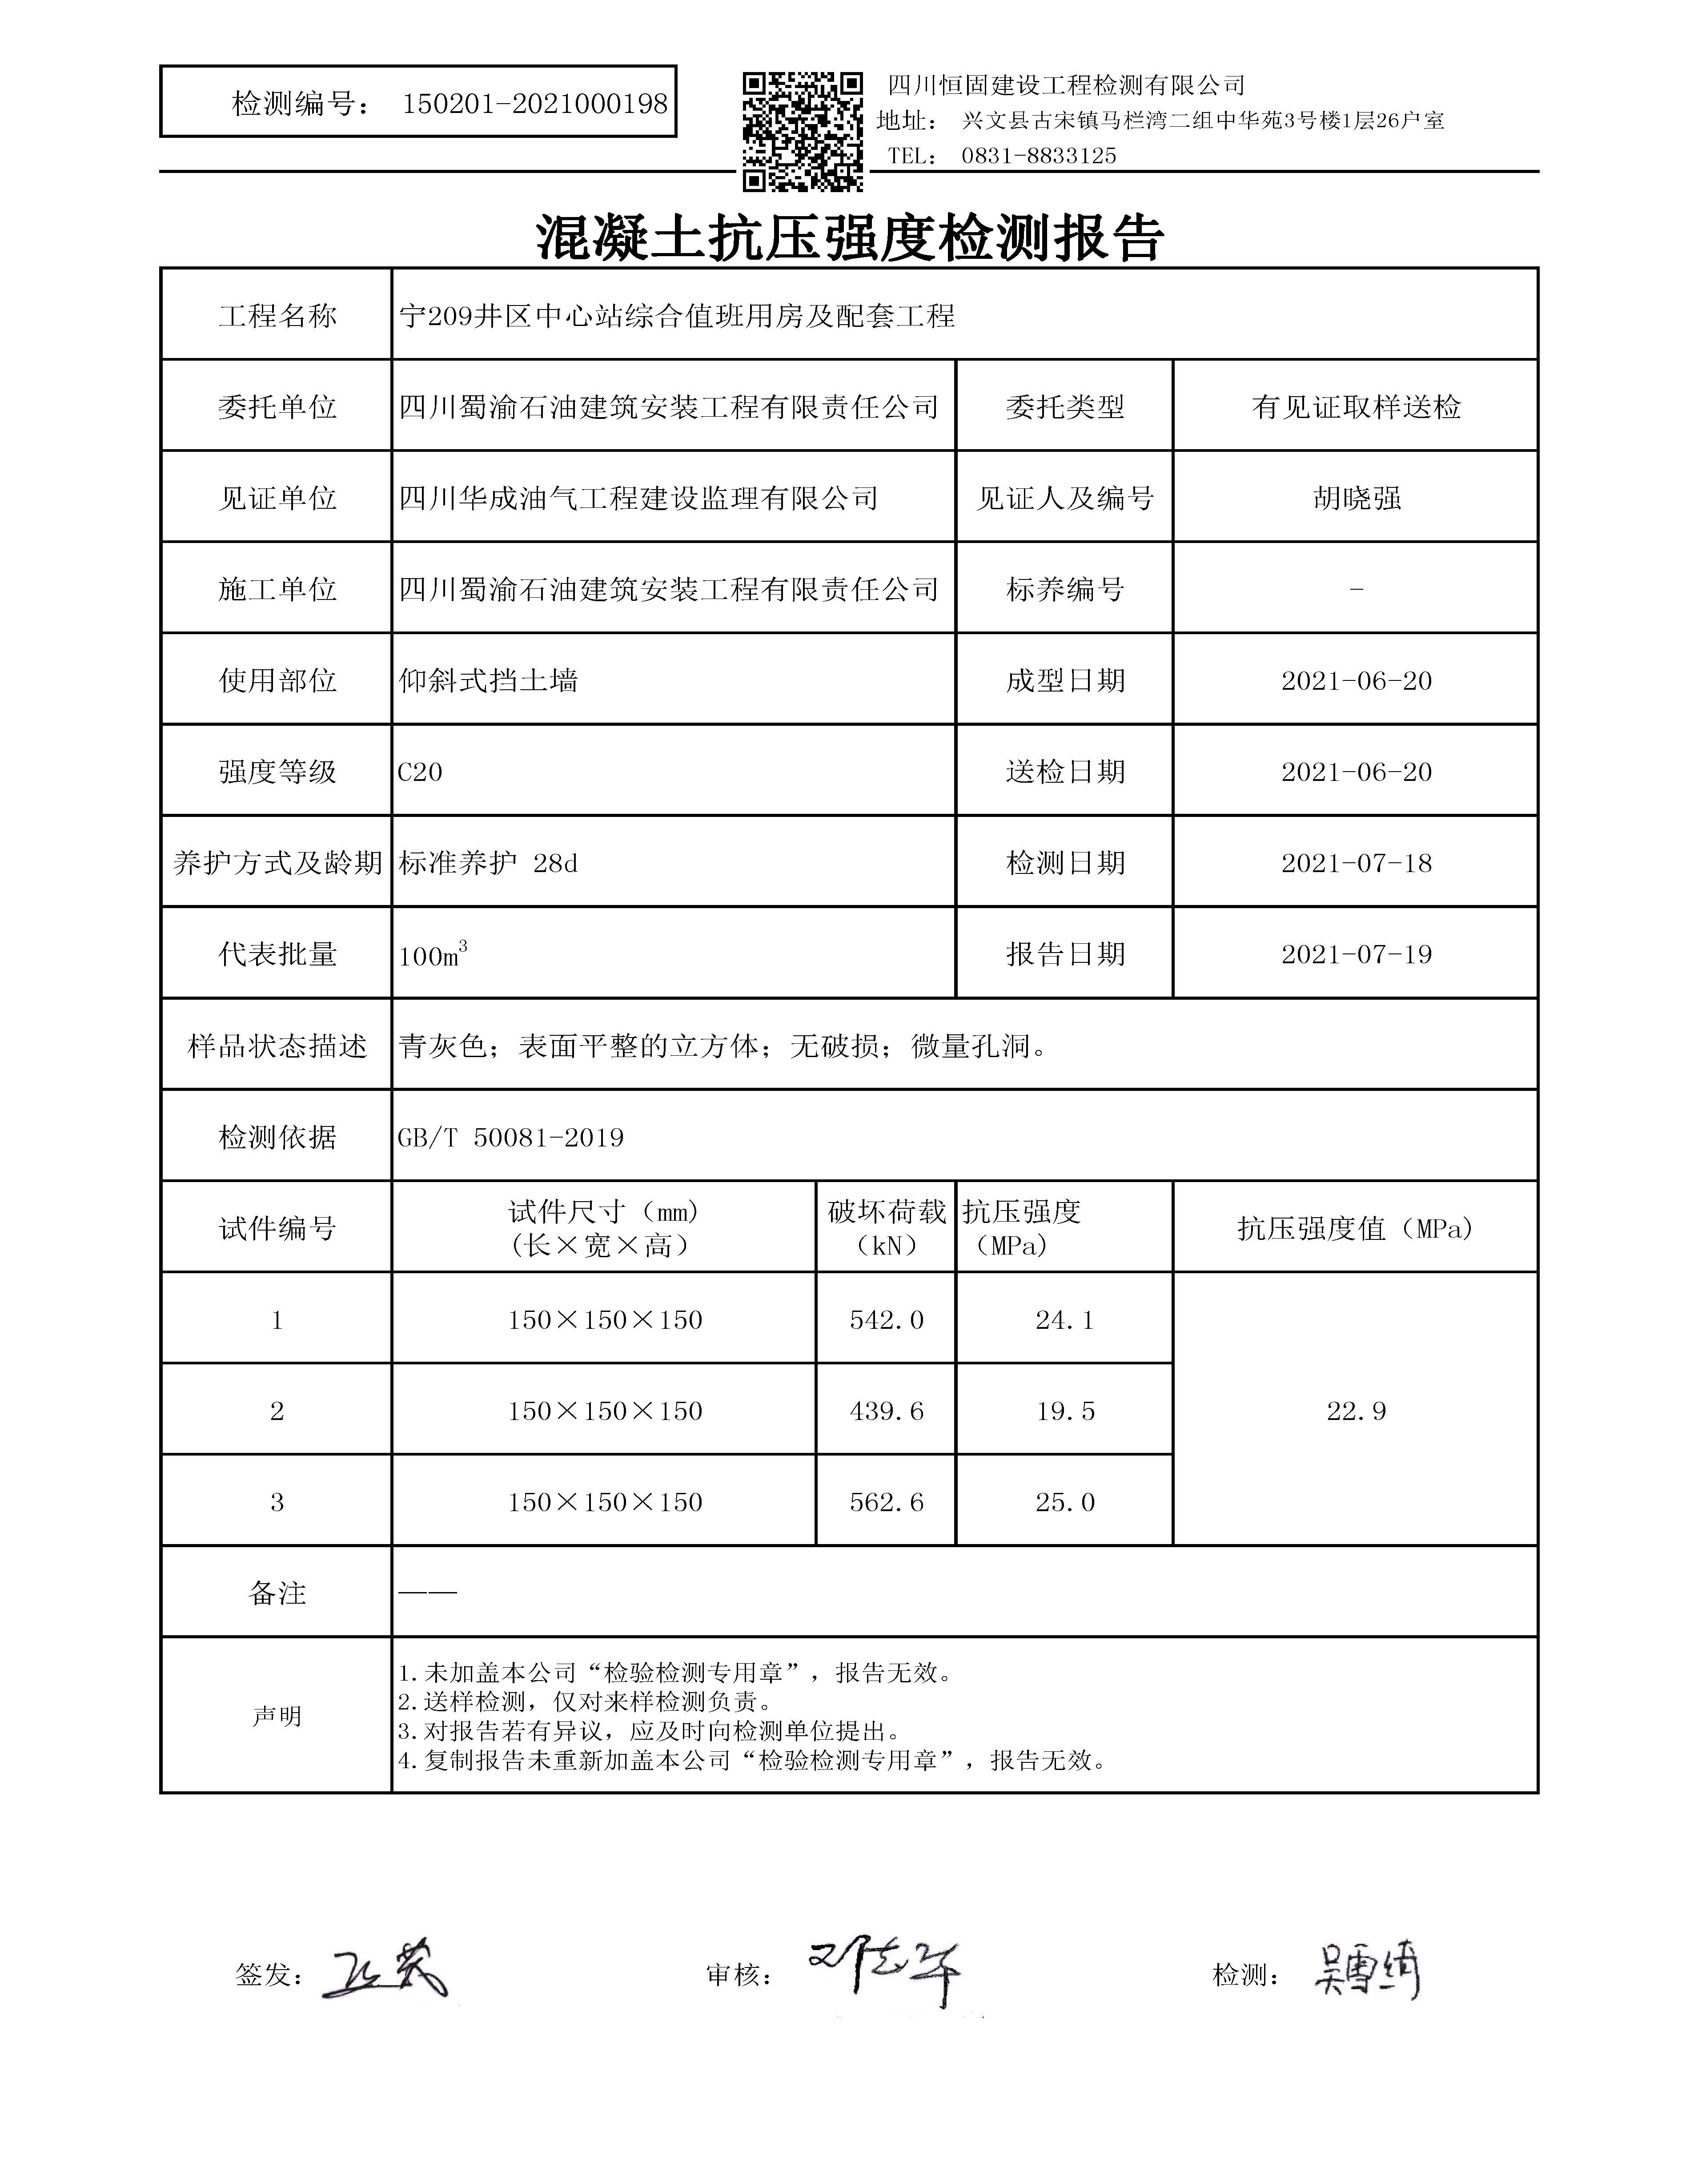 检测编号： 150201-2021000198
四川恒固建设工程检测有限公司
地址： 兴文县古宋镇马栏湾二组中华苑3号楼1层26户室
TEL： 0831-8833125
混凝土抗压强度检测报告
工程名称 宁209井区中心站综合值班用房及配套工程
委托单位 四川蜀渝石油建筑安装工程有限责任公司 委托类型 有见证取样送检
见证单位 四川华成油气工程建设监理有限公司 见证人及编号 胡晓强
施工单位 四川蜀渝石油建筑安装工程有限责任公司 标养编号 -
使用部位 仰斜式挡土墙 成型日期 2021-06-20
强度等级 C20 送检日期 2021-06-20
养护方式及龄期 标准养护 28d 检测日期 2021-07-18
代表批量 100m³ 报告日期 2021-07-19
样品状态描述 青灰色；表面平整的立方体；无破损；微量孔洞。
检测依据 GB/T 50081-2019
试件编号 试件尺寸（mm) (长×宽×高） 破坏荷载（kN） 抗压强度（MPa) 抗压强度值（MPa)
1 150×150×150 542.0 24.1
2 150×150×150 439.6 19.5 22.9
3 150×150×150 562.6 25.0
备注 ——
声明
1.未加盖本公司“检验检测专用章”，报告无效。
2.送样检测，仅对来样检测负责。
3.对报告若有异议，应及时向检测单位提出。
4.复制报告未重新加盖本公司“检验检测专用章”，报告无效。
签发： 审核： 检测： 吴雪绮